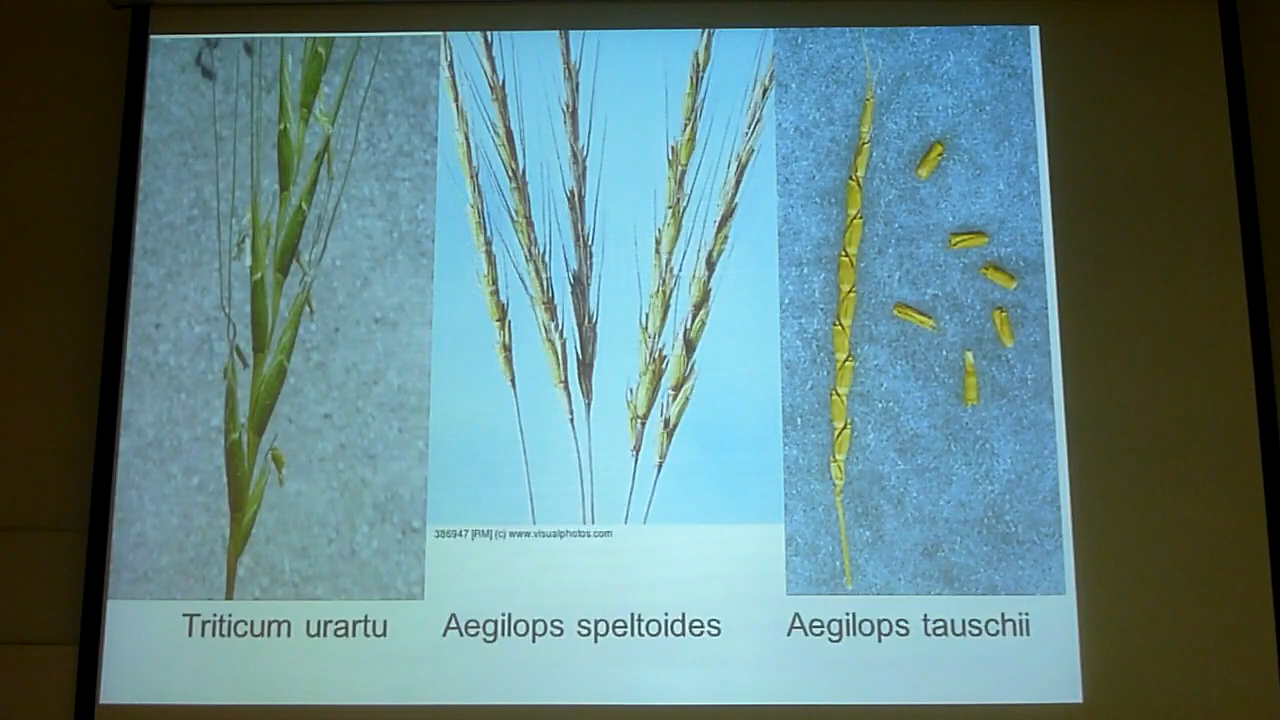 386947 [RM] (c) www.visualphotos.com
Triticum urartu
Aegilops speltoides
Aegilops tauschii